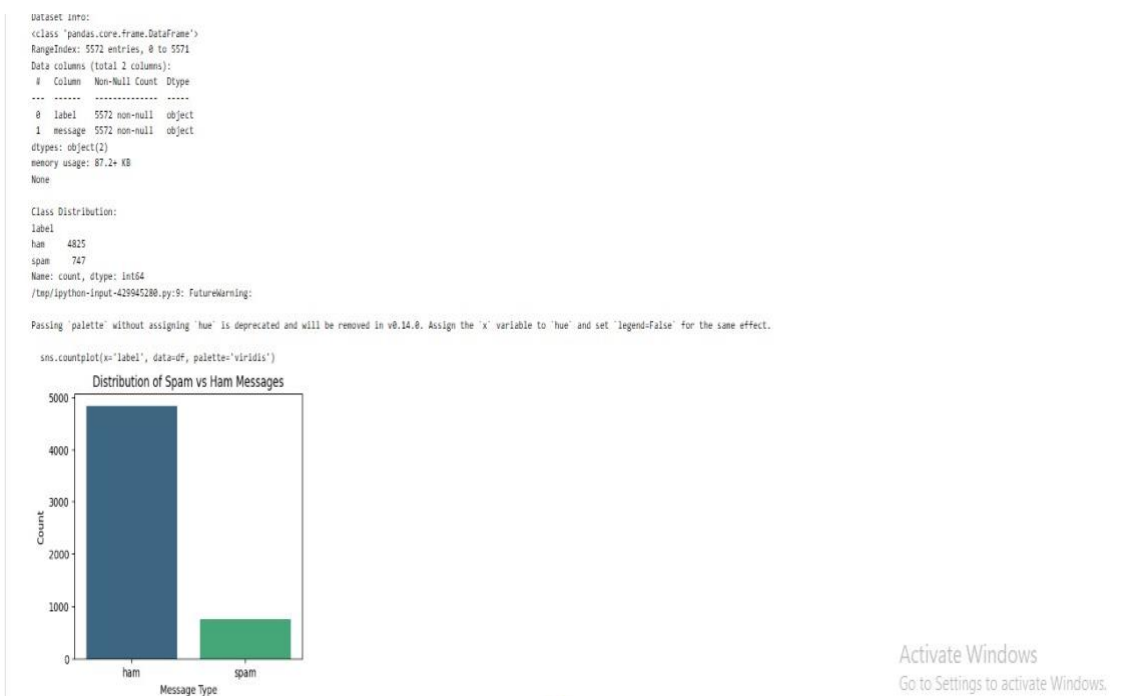 Dataset Info:
<class 'pandas.core.frame.DataFrame'>
RangeIndex: 5572 entries, 0 to 5571
Data columns (total 2 columns):
#   Column   Non-Null Count  Dtype
---  ------   --------------  -----
0   label    5572 non-null   object
1   message  5572 non-null   object
dtypes: object(2)
memory usage: 87.2+ KB
None
Class Distribution:
label
ham     4825
spam     747
Name: count, dtype: int64
/tmp/ipython-input-429945280.py:9: FutureWarning:
Passing `palette` without assigning `hue` is deprecated and will be removed in v0.14.0. Assign the `x` variable to `hue` and set `legend=False` for the same effect.
sns.countplot(x='label', data=df, palette='viridis')
Distribution of Spam vs Ham Messages
5000
4000
3000
2000
1000
0
Count
ham spam
Message Type
Activate Windows
Go to Settings to activate Windows.